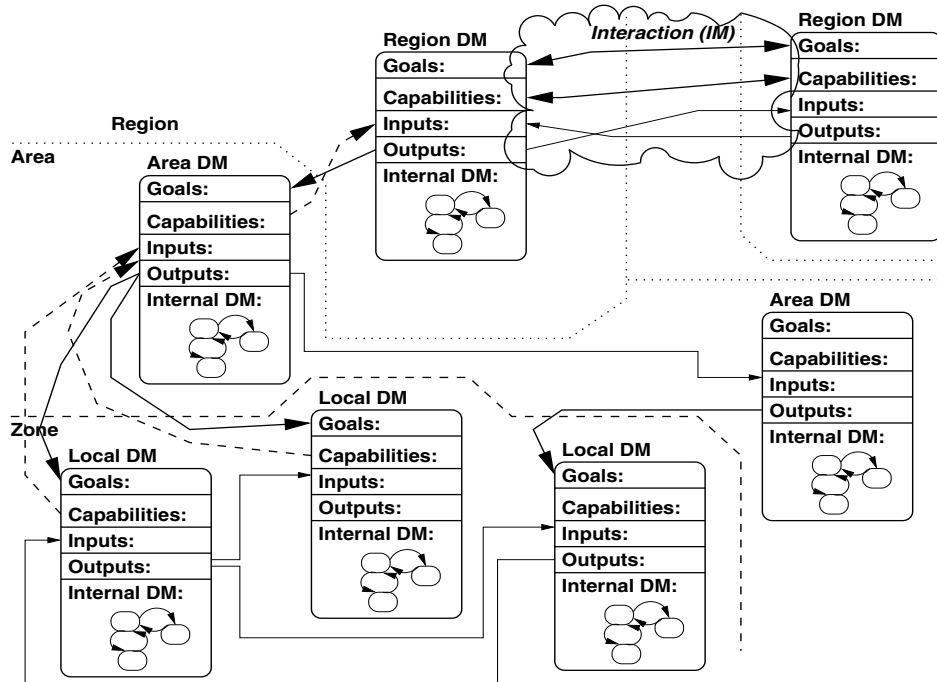 Region DM
Goals:
Capabilities:
Inputs:
Outputs:
Internal DM:
Interaction (IM)
Region DM
Goals:
Capabilities:
Inputs:
Outputs:
Internal DM:
Region
Area
Area DM
Goals:
Capabilities:
Inputs:
Outputs:
Internal DM:
Area DM
Goals:
Capabilities:
Inputs:
Outputs:
Internal DM:
Zone
Local DM
Goals:
Capabilities:
Inputs:
Outputs:
Internal DM:
Local DM
Goals:
Capabilities:
Inputs:
Outputs:
Internal DM:
Local DM
Goals:
Capabilities:
Inputs:
Outputs:
Internal DM: